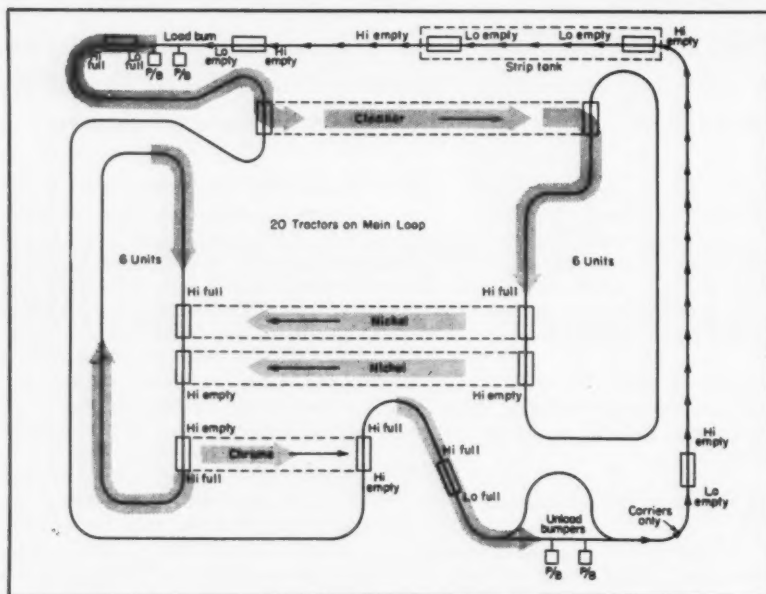 Load bum
Hi empty
Lo empty
Lo empty
Hi
empty
Lo
empty
Hi
empty
Hi
full
Lo
full
P/B
P/B
Strip tank
Cleaner
20 Tractors on Main Loop
6 Units
6 Units
Hi full
Hi full
Nickel
Nickel
Hi empty
Hi empty
Hi empty
Hi full
Chrome
Hi full
Hi
empty
Hi full
Lo full
Hi
empty
Lo
empty
Carriers
only
Unload
bumpers
P/B
P/B